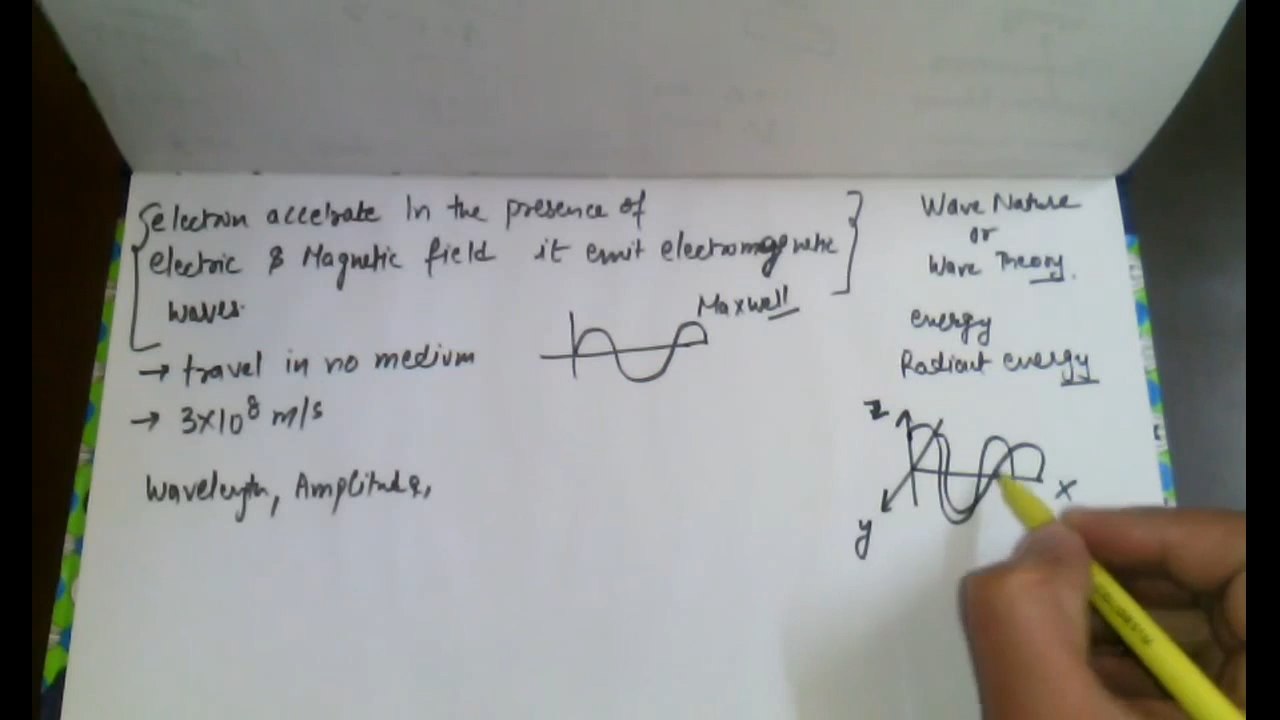 electron accelrate In the presence of
electric & Magnetic field it emit electromagnetic
waves.
Maxwell
→ travel in no medium
→ 3×10⁸ m/s
Wavelength, Amplitude,
Wave Nature
or
Wave Theory.
energy
Radiant energy
z
x
y